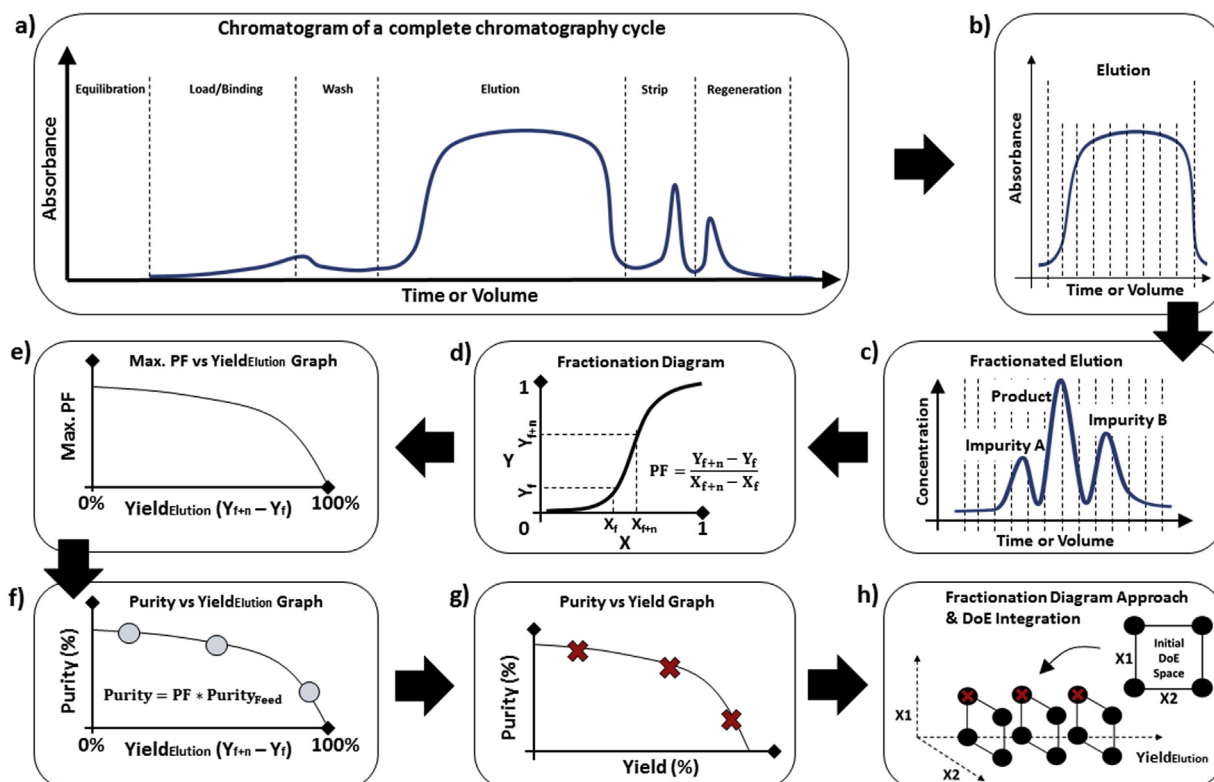 a)
Chromatogram of a complete chromatography cycle
Equilibration Load/Binding Wash Elution Strip Regeneration
Absorbance
Time or Volume
b)
Elution
Absorbance
Time or Volume
e)
Max. PF vs YieldElution Graph
Max. PF
0% 100%
YieldElution (Yf+n − Yf)
d)
Fractionation Diagram
1
Yf+n
Y
Yf
PF = (Yf+n − Yf) / (Xf+n − Xf)
0 Xf Xf+n 1
X
c)
Fractionated Elution
Product
Impurity B
Impurity A
Concentration
Time or Volume
f)
Purity vs YieldElution Graph
Purity (%)
Purity = PF ∗ PurityFeed
0% 100%
YieldElution (Yf+n − Yf)
g)
Purity vs Yield Graph
Purity (%)
Yield (%)
h)
Fractionation Diagram Approach
& DoE Integration
X1
Initial
DoE
Space
X2
X1
X2
YieldElution